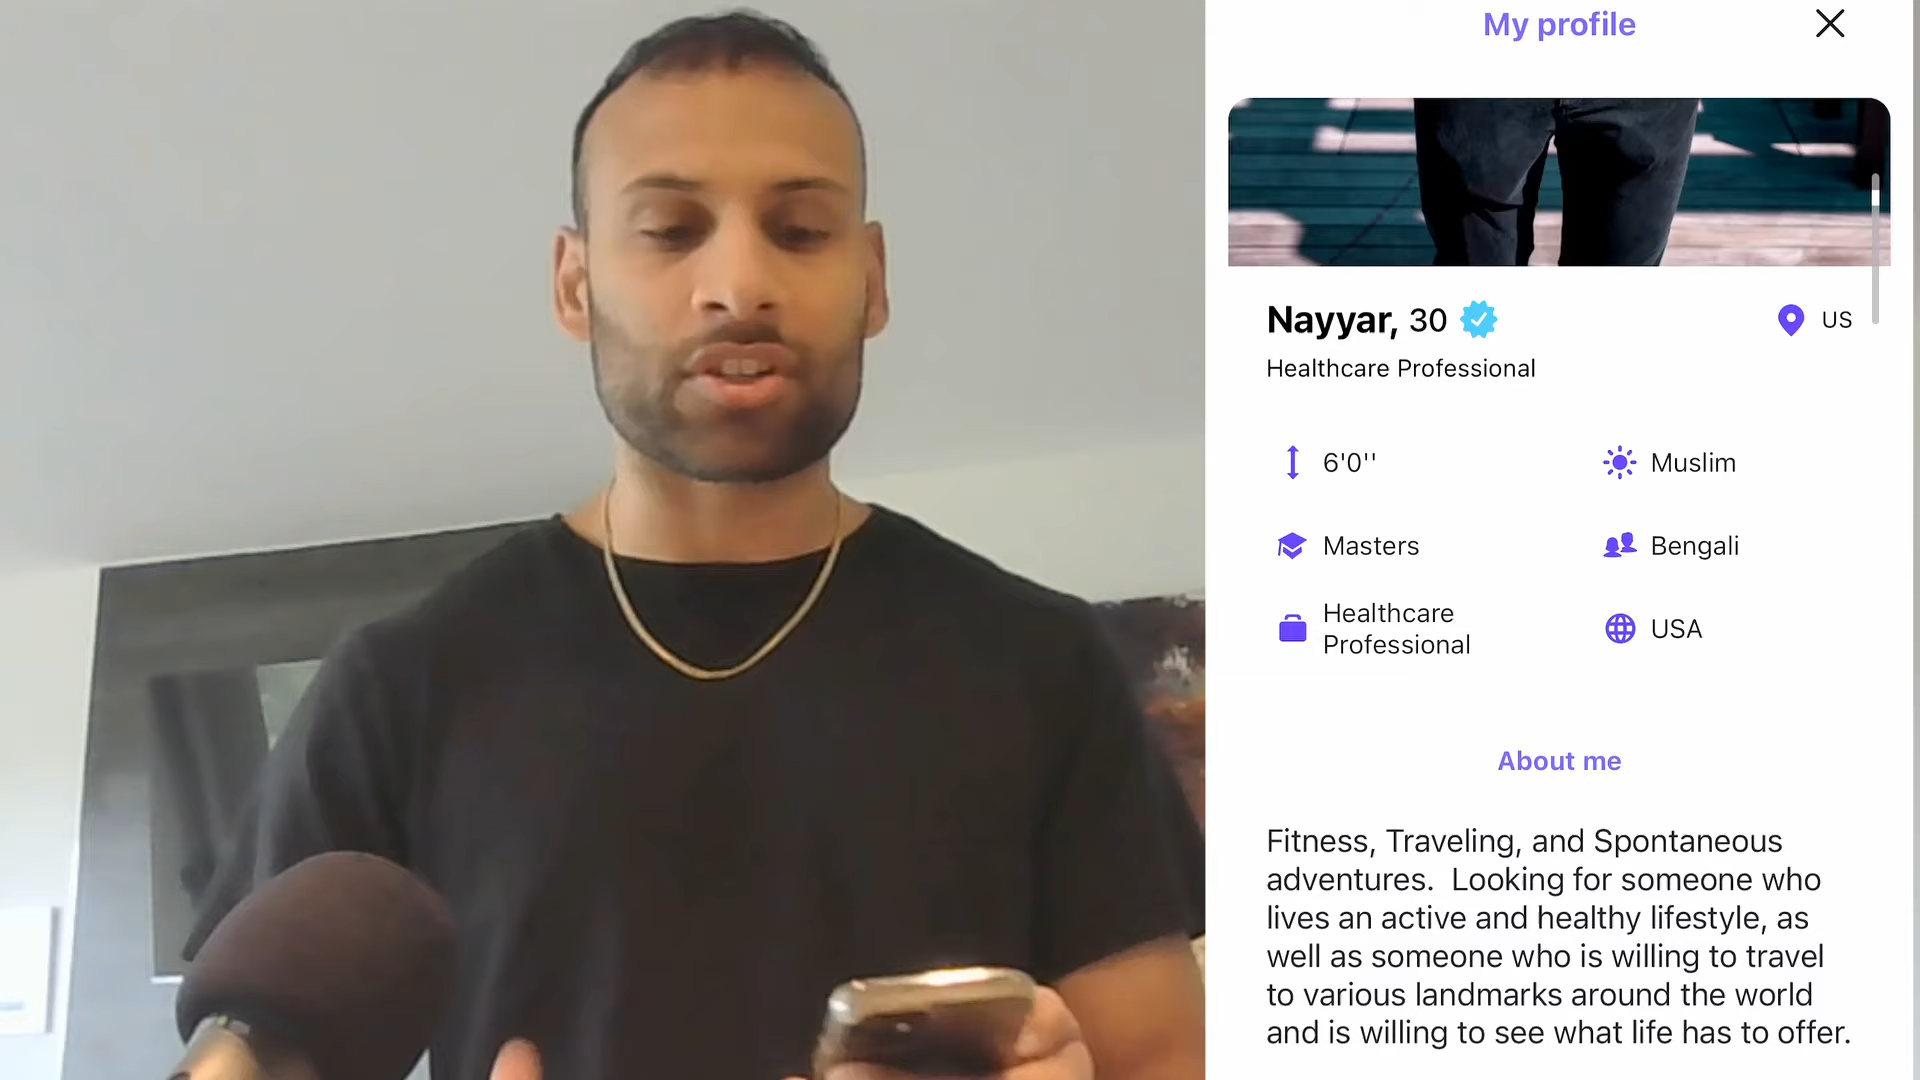 My profile
Nayyar, 30
US
Healthcare Professional
6'0''
Muslim
Masters
Bengali
Healthcare
Professional
USA
About me
Fitness, Traveling, and Spontaneous
adventures.  Looking for someone who
lives an active and healthy lifestyle, as
well as someone who is willing to travel
to various landmarks around the world
and is willing to see what life has to offer.